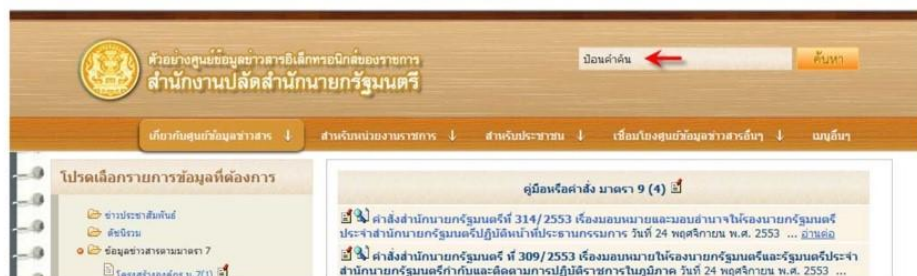 ตัวอย่างศูนย์ข้อมูลข่าวสารอิเล็กทรอนิกส์ของราชการ
สำนักงานปลัดสำนักนายกรัฐมนตรี
ป้อนคำค้น
ค้นหา
เกี่ยวกับศูนย์ข้อมูลข่าวสาร ↓ สำหรับหน่วยงานราชการ ↓ สำหรับประชาชน ↓ เชื่อมโยงศูนย์ข้อมูลข่าวสารอื่นๆ ↓ เมนูอื่นๆ
โปรดเลือกรายการข้อมูลที่ต้องการ
ข่าวประชาสัมพันธ์
ดัชนีรวม
ข้อมูลข่าวสารตามมาตรา 7
โครงสร้างองค์กร ม.7(1)
คู่มือหรือคำสั่ง มาตรา 9 (4)
คำสั่งสำนักนายกรัฐมนตรีที่ 314/2553 เรื่องมอบหมายและมอบอำนาจให้รองนายกรัฐมนตรี
ประจำสำนักนายกรัฐมนตรีปฏิบัติหน้าที่ประธานกรรมการ วันที่ 24 พฤศจิกายน พ.ศ. 2553 ... อ่านต่อ
คำสั่งสำนักนายกรัฐมนตรี ที่ 309/2553 เรื่องมอบหมายให้รองนายกรัฐมนตรีและรัฐมนตรีประจำ
สำนักนายกรัฐมนตรีกำกับและติดตามการปฏิบัติราชการในภูมิภาค วันที่ 24 พฤศจิกายน พ.ศ. 2553 ...